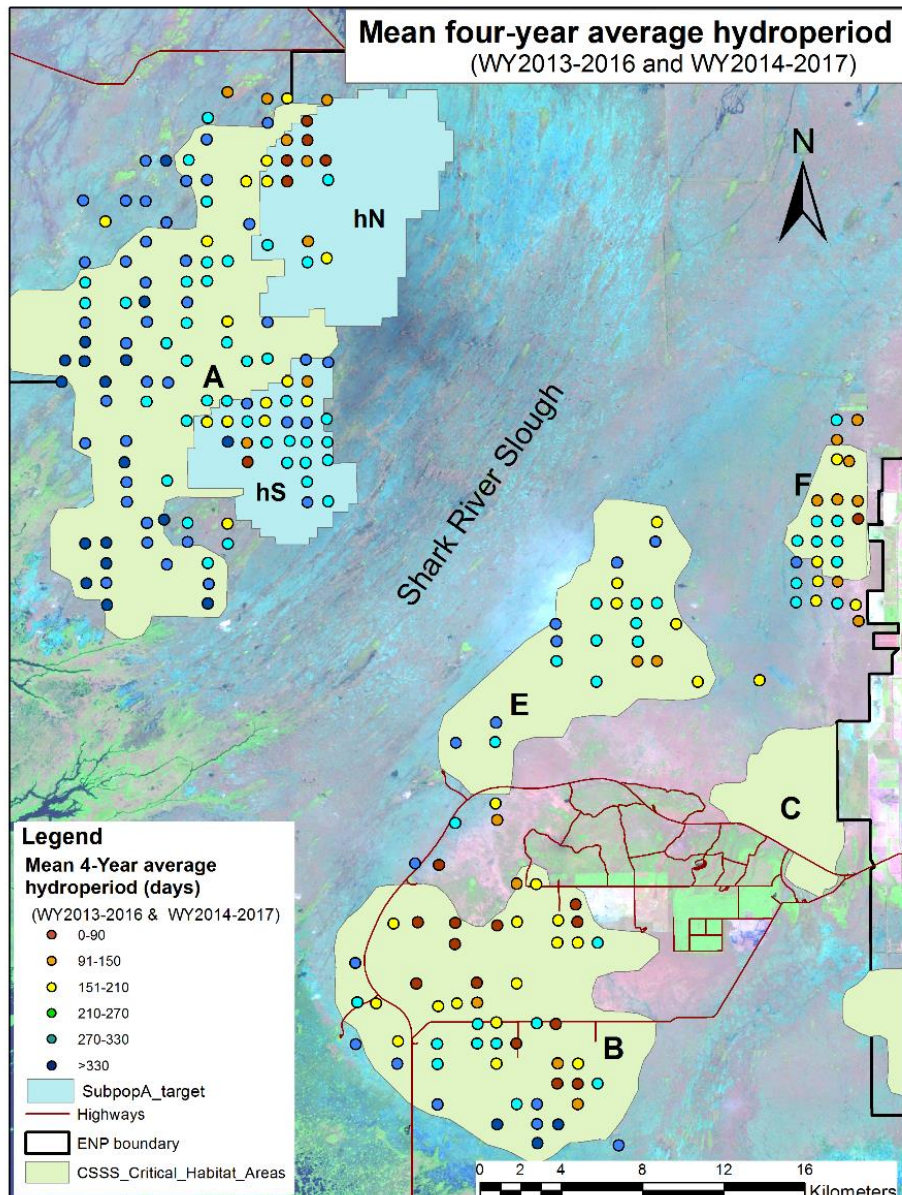 Mean four-year average hydroperiod
(WY2013-2016 and WY2014-2017)
N
hN
A
hS
Shark River Slough
F
E
C
B
Legend
Mean 4-Year average
hydroperiod (days)
(WY2013-2016 & WY2014-2017)
0-90
91-150
151-210
210-270
270-330
>330
SubpopA_target
Highways
ENP boundary
CSSS_Critical_Habitat_Areas
0 2 4 8 12 16
Kilometers